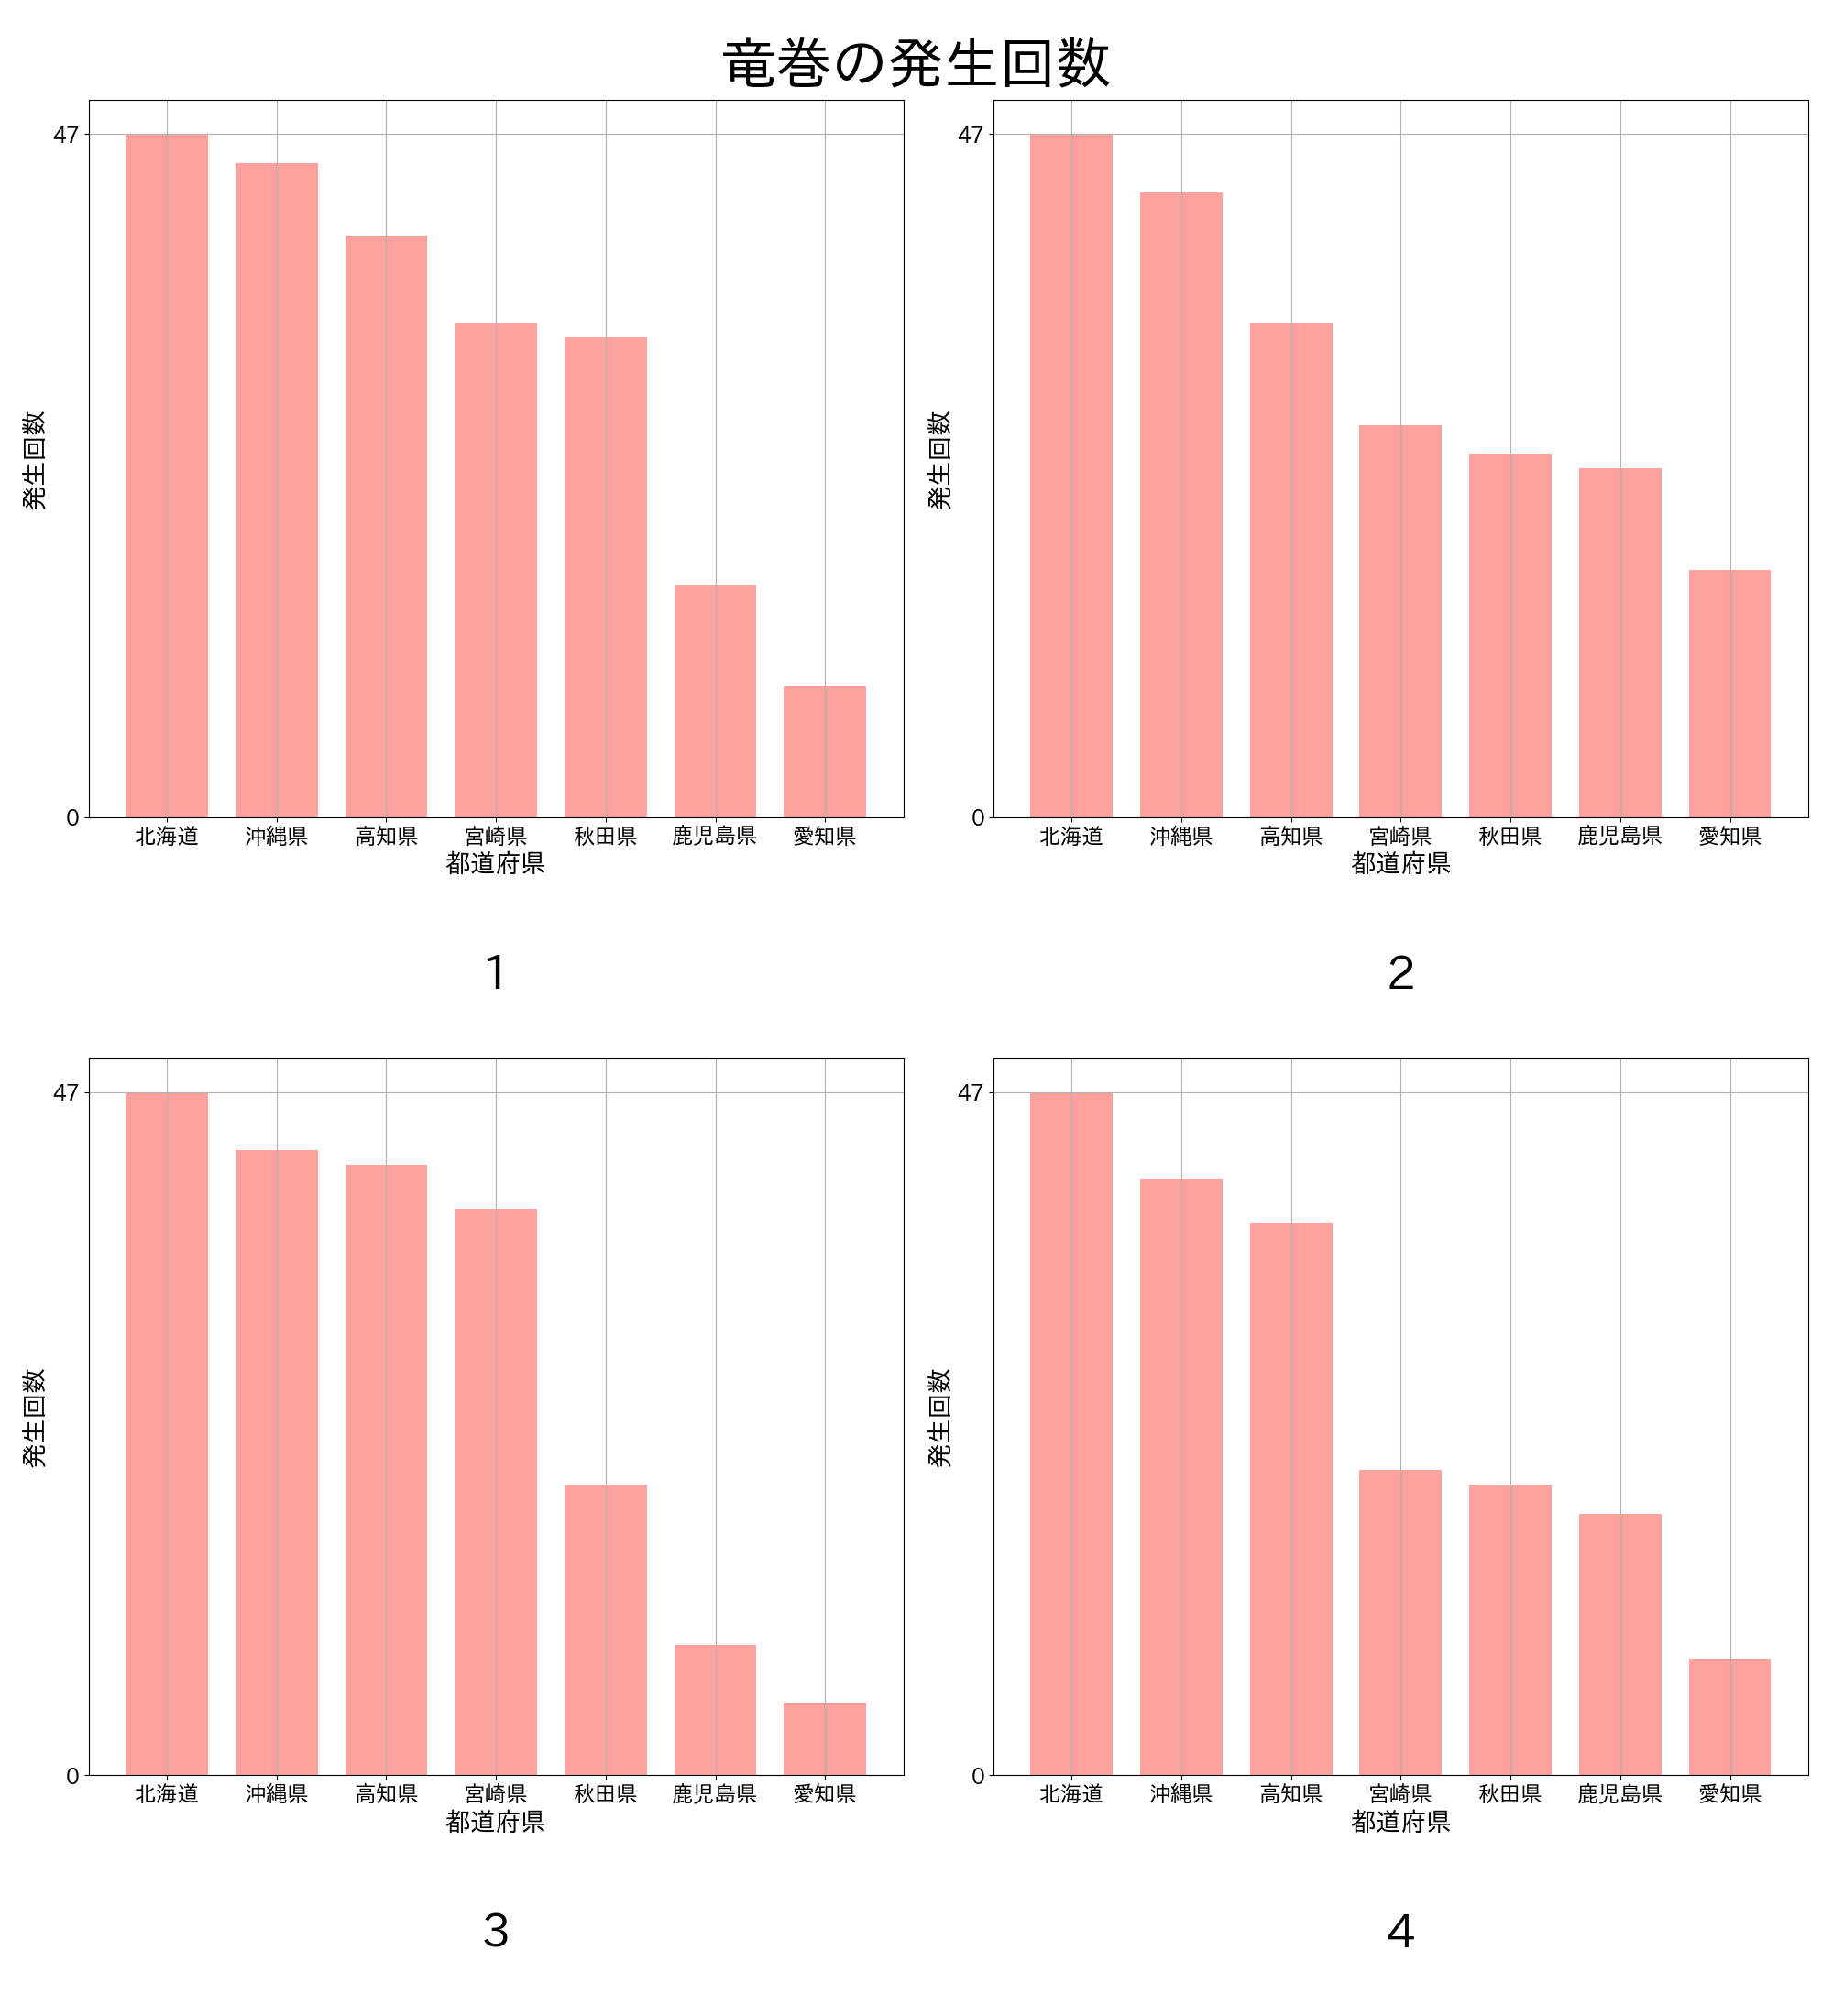 竜巻の発生回数
47
0
発生回数
北海道 沖縄県 高知県 宮崎県 秋田県 鹿児島県 愛知県
都道府県
1
47
0
発生回数
北海道 沖縄県 高知県 宮崎県 秋田県 鹿児島県 愛知県
都道府県
2
47
0
発生回数
北海道 沖縄県 高知県 宮崎県 秋田県 鹿児島県 愛知県
都道府県
3
47
0
発生回数
北海道 沖縄県 高知県 宮崎県 秋田県 鹿児島県 愛知県
都道府県
4